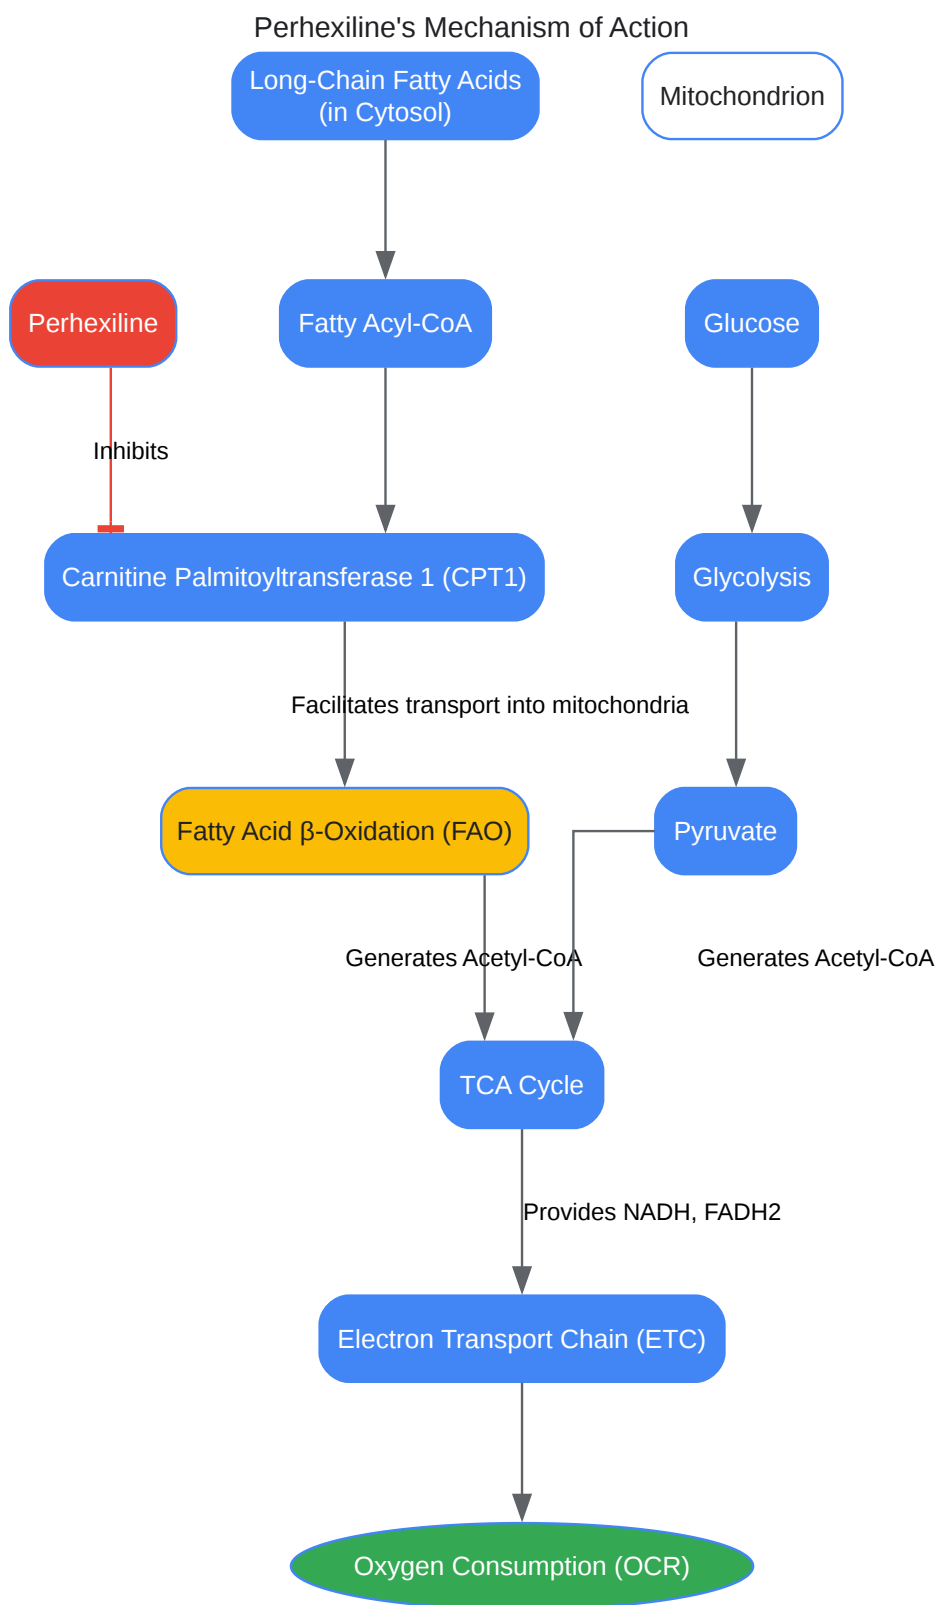 Perhexiline's Mechanism of Action
Long-Chain Fatty Acids
(in Cytosol)
Mitochondrion
Perhexiline
Fatty Acyl-CoA
Glucose
Inhibits
Carnitine Palmitoyltransferase 1 (CPT1)
Glycolysis
Facilitates transport into mitochondria
Fatty Acid β-Oxidation (FAO)
Pyruvate
Generates Acetyl-CoA
Generates Acetyl-CoA
TCA Cycle
Provides NADH, FADH2
Electron Transport Chain (ETC)
Oxygen Consumption (OCR)